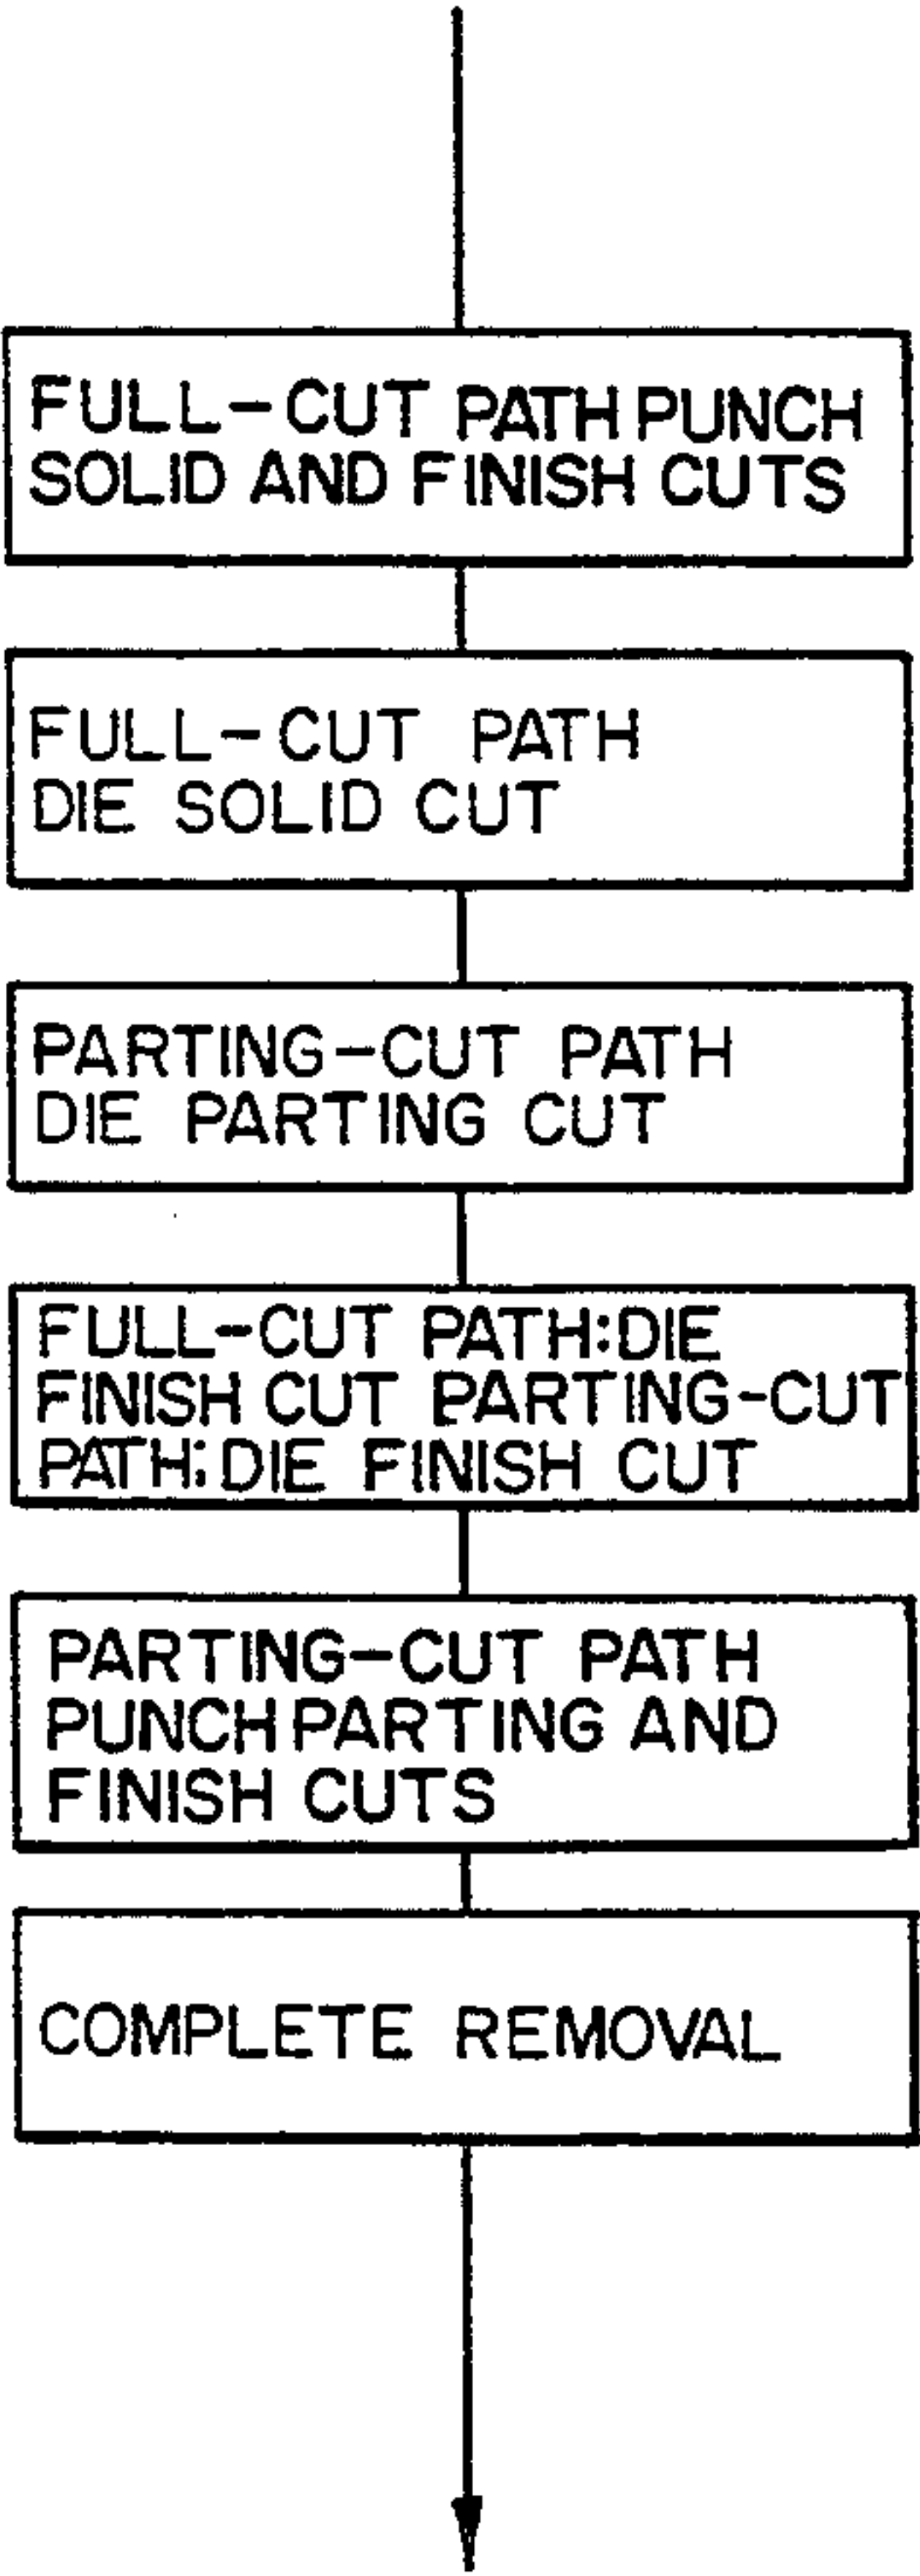 FULL-CUT PATH PUNCH
SOLID AND FINISH CUTS
FULL-CUT PATH
DIE SOLID CUT
PARTING-CUT PATH
DIE PARTING CUT
FULL-CUT PATH:DIE
FINISH CUT PARTING-CUT
PATH:DIE FINISH CUT
PARTING-CUT PATH
PUNCH PARTING AND
FINISH CUTS
COMPLETE REMOVAL